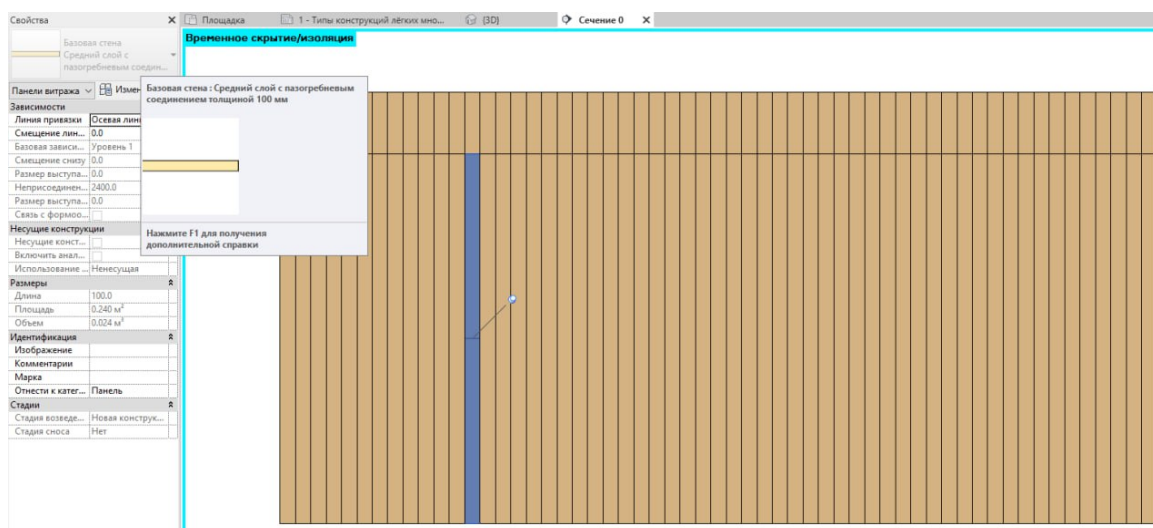 Свойства
Площадка
1 - Типы конструкций лёгких мно...
{3D}
Сечение 0
Временное скрытие/изоляция
Базовая стена
Средний слой с
пазогребневым соедин...
Панели витража
Измен
Базовая стена : Средний слой с пазогребневым
соединением толщиной 100 мм
Зависимости
Линия привязки Осевая лини
Смещение лин... 0.0
Базовая зависи... Уровень 1
Смещение снизу 0.0
Размер выступа... 0.0
Неприсоединен... 2400.0
Размер выступа... 0.0
Связь с формоо...
Нажмите F1 для получения
дополнительной справки
Несущие конструкции
Несущие конст...
Включить анал...
Использование ... Ненесущая
Размеры
Длина 100.0
Площадь 0.240 м²
Объем 0.024 м³
Идентификация
Изображение
Комментарии
Марка
Отнести к катег... Панель
Стадии
Стадия возведе... Новая конструк...
Стадия сноса Нет